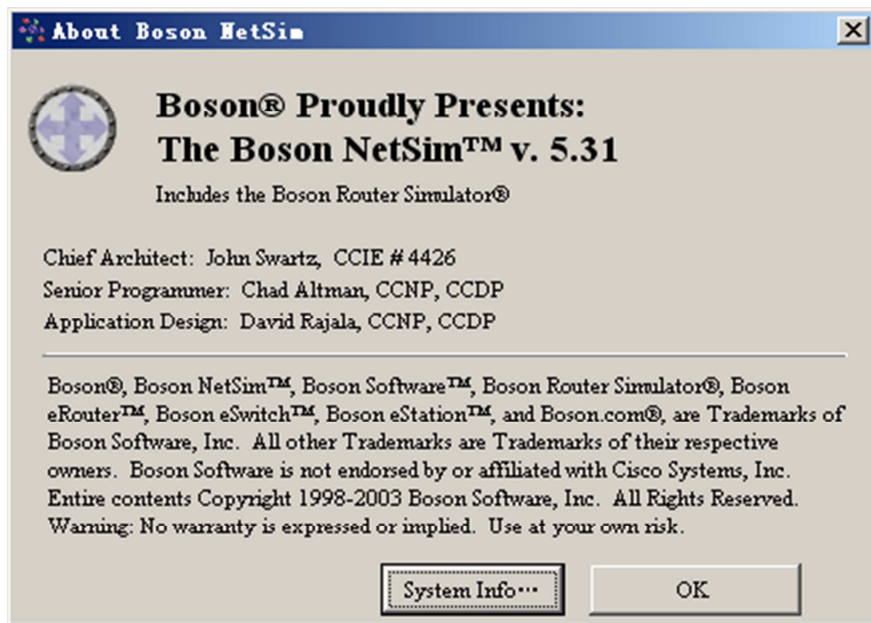 About Boson NetSim
Boson® Proudly Presents:
The Boson NetSim™ v. 5.31
Includes the Boson Router Simulator®
Chief Architect: John Swartz, CCIE # 4426
Senior Programmer: Chad Altman, CCNP, CCDP
Application Design: David Rajala, CCNP, CCDP
Boson®, Boson NetSim™, Boson Software™, Boson Router Simulator®, Boson
eRouter™, Boson eSwitch™, Boson eStation™, and Boson.com®, are Trademarks of
Boson Software, Inc. All other Trademarks are Trademarks of their respective
owners. Boson Software is not endorsed by or affiliated with Cisco Systems, Inc.
Entire contents Copyright 1998-2003 Boson Software, Inc. All Rights Reserved.
Warning: No warranty is expressed or implied. Use at your own risk.
System Info…
OK